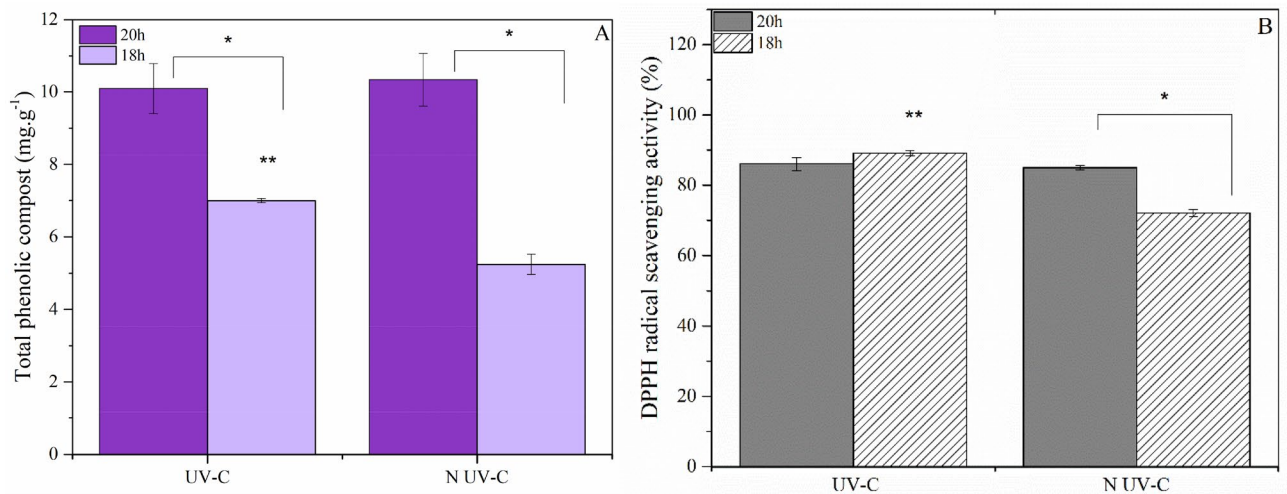 A
20h
18h
*
*
**
Total phenolic compost (mg.g⁻¹)
12
10
8
6
4
2
0
UV-C
N UV-C
B
20h
18h
**
*
DPPH radical scavenging activity (%)
120
100
80
60
40
20
0
UV-C
N UV-C